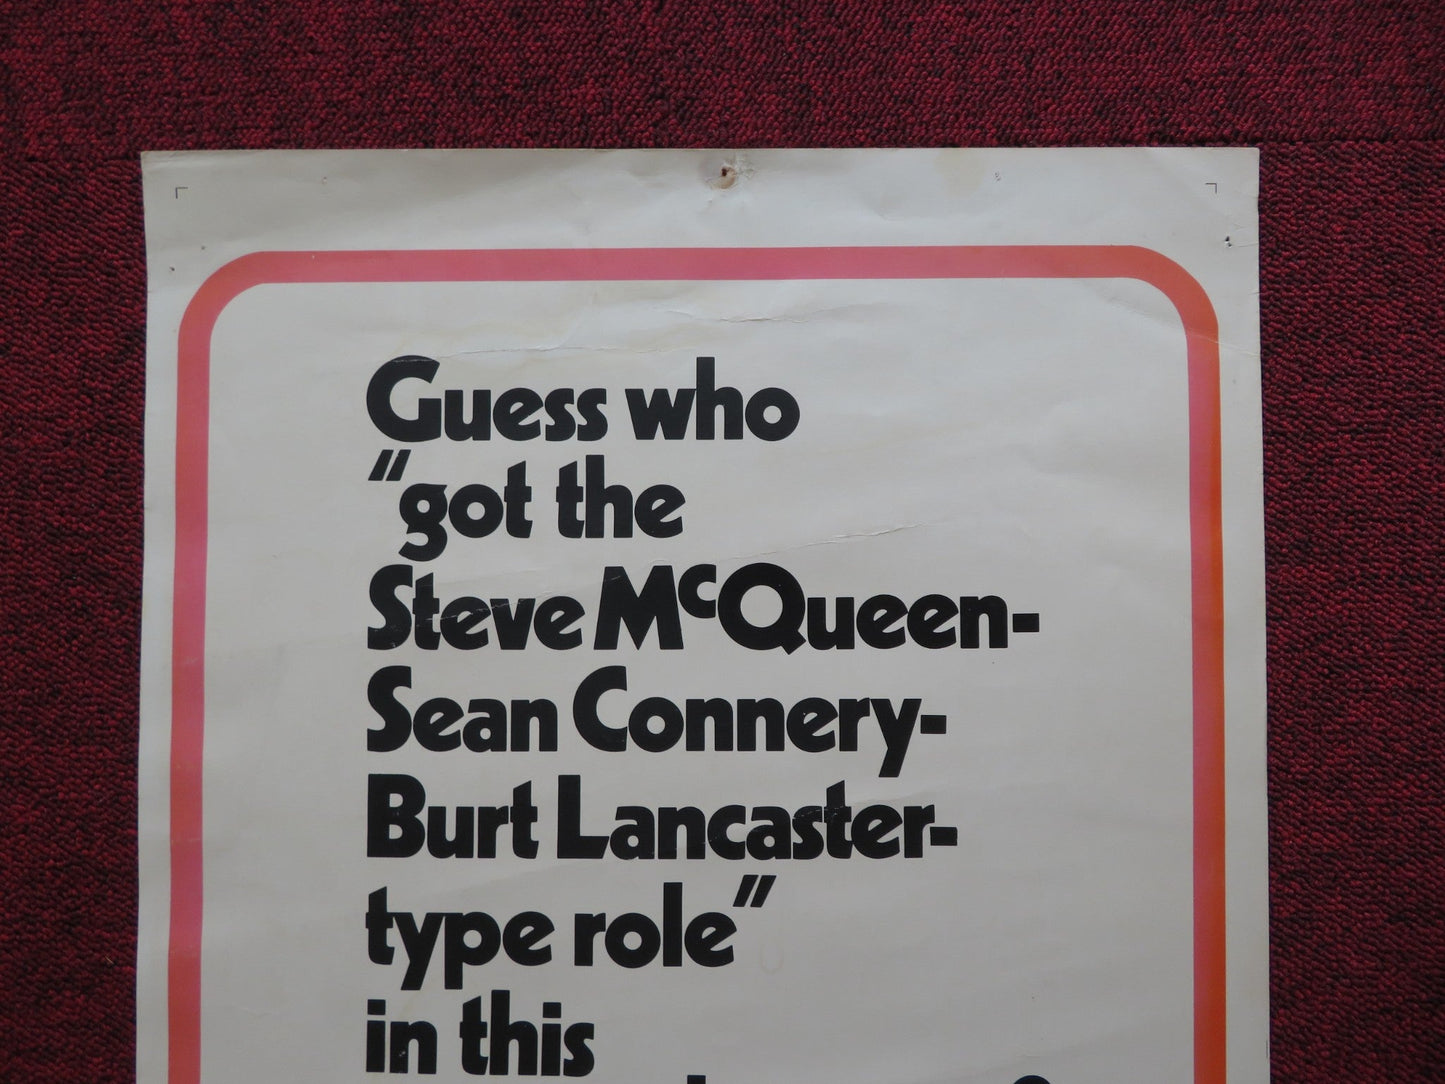 Guess who
“got the
Steve McQueen-
Sean Connery-
Burt Lancaster-
type role”
in this